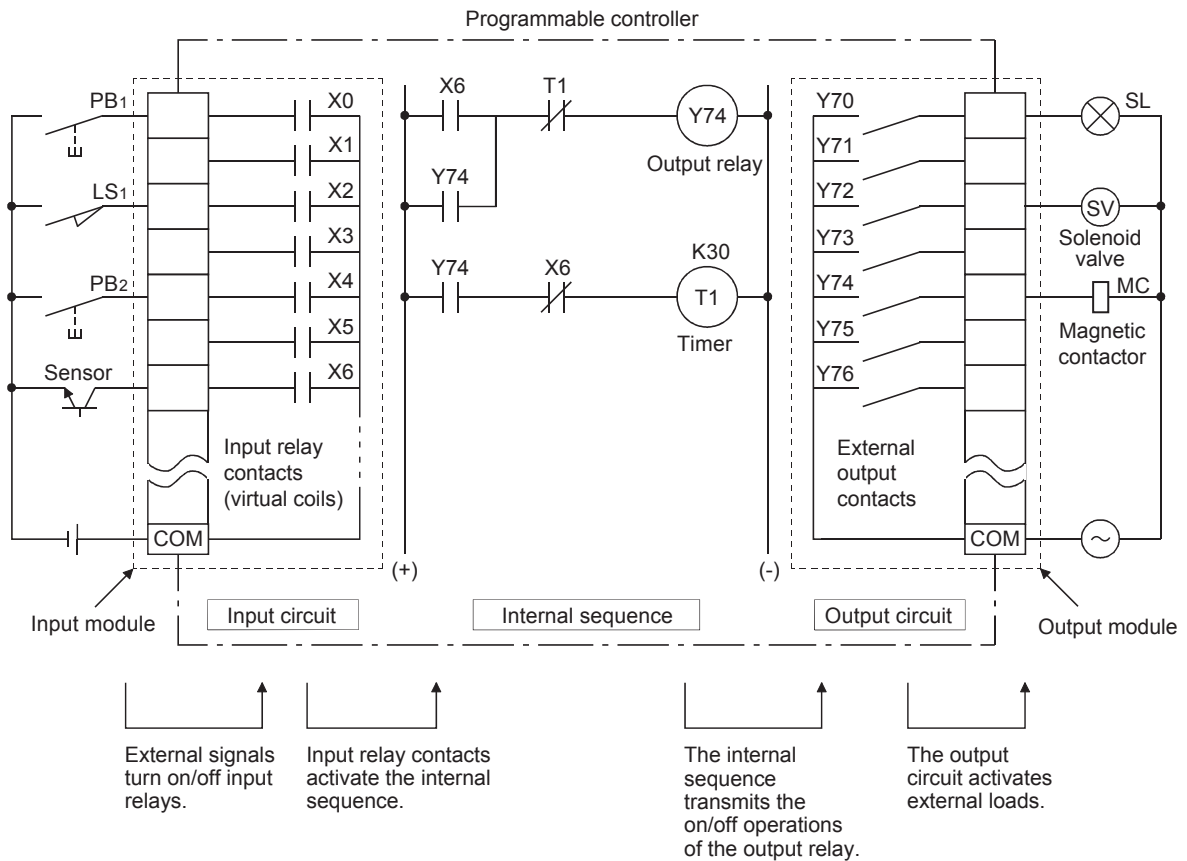 Programmable controller
PB1
X0
X1
LS1
X2
X3
PB2
X4
X5
Sensor
X6
Input relay
contacts
(virtual coils)
COM
X6
T1
Y74
Output relay
Y74
Y74
X6
K30
T1
Timer
(+)
(-)
Y70
SL
Y71
Y72
SV
Solenoid
valve
Y73
Y74
MC
Magnetic
contactor
Y75
Y76
External
output
contacts
COM
Input module
Input circuit
Internal sequence
Output circuit
Output module
External signals
turn on/off input
relays.
Input relay contacts
activate the internal
sequence.
The internal
sequence
transmits the
on/off operations
of the output relay.
The output
circuit activates
external loads.